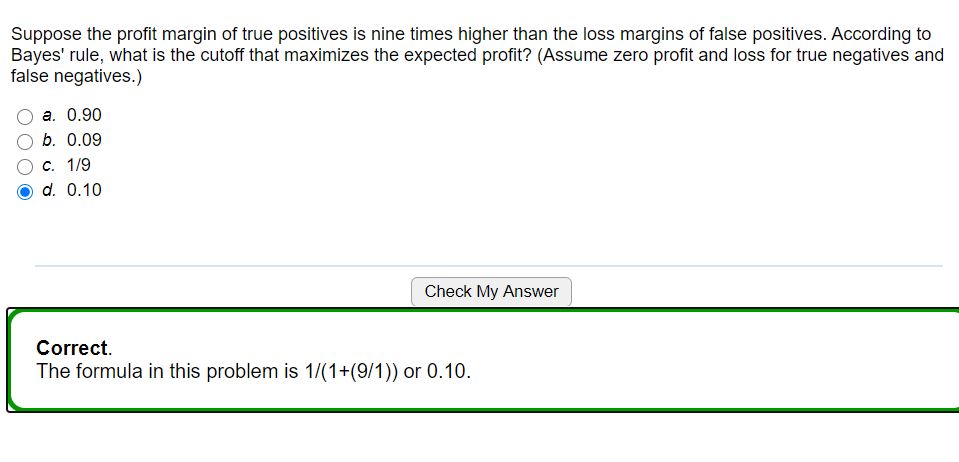 Suppose the profit margin of true positives is nine times higher than the loss margins of false positives. According to
Bayes' rule, what is the cutoff that maximizes the expected profit? (Assume zero profit and loss for true negatives and
false negatives.)
a. 0.90
b. 0.09
c. 1/9
d. 0.10
Check My Answer
Correct.
The formula in this problem is 1/(1+(9/1)) or 0.10.